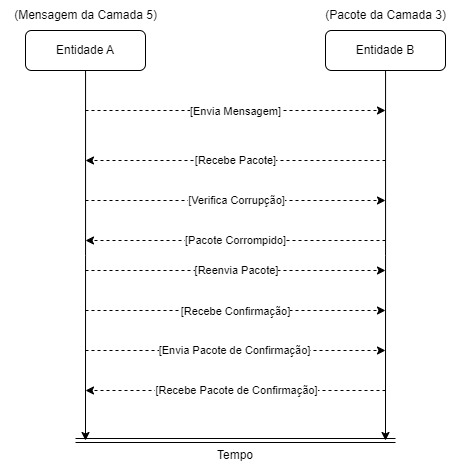 (Mensagem da Camada 5)
(Pacote da Camada 3)
Entidade A
Entidade B
[Envia Mensagem]
[Recebe Pacote]
[Verifica Corrupção]
[Pacote Corrompido]
[Reenvia Pacote]
[Recebe Confirmação]
[Envia Pacote de Confirmação]
[Recebe Pacote de Confirmação]
Tempo